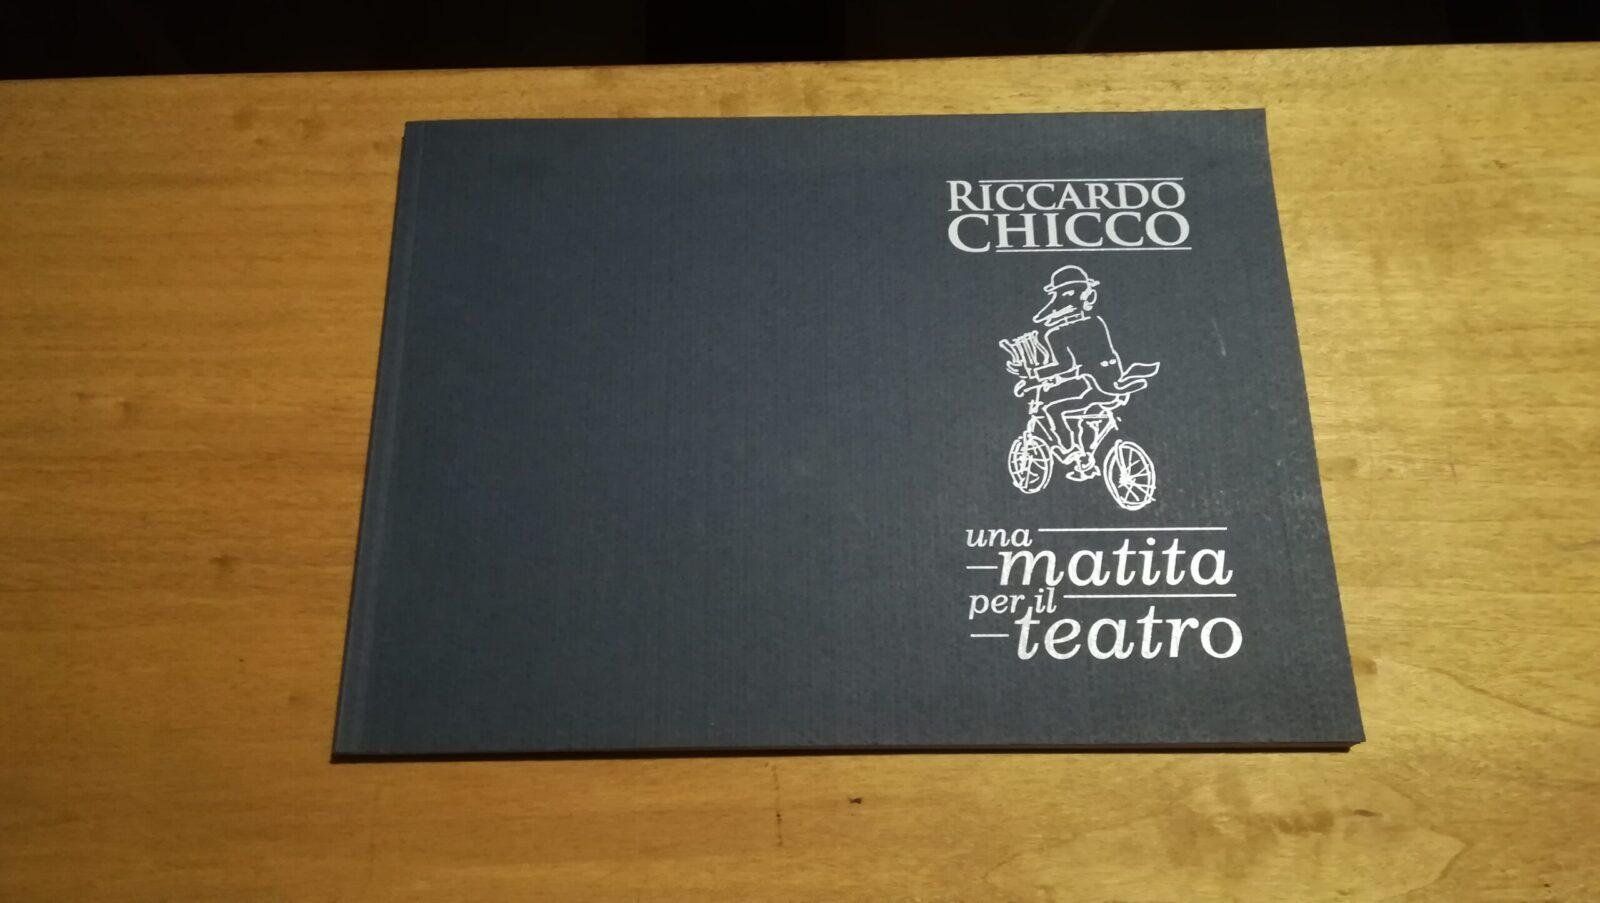 RICCARDO
CHICCO
una
matita
per il
teatro